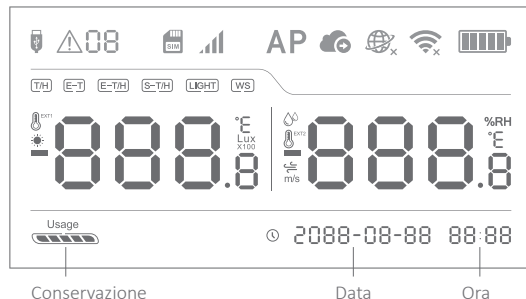 08 SIM AP
T/H E-T E-T/H S-T/H LIGHT WS
EXT1 888.8 °E Lux X100 EXT2 m/s 888.8 %RH °E
Usage 2088-08-88 88:88
Conservazione Data Ora